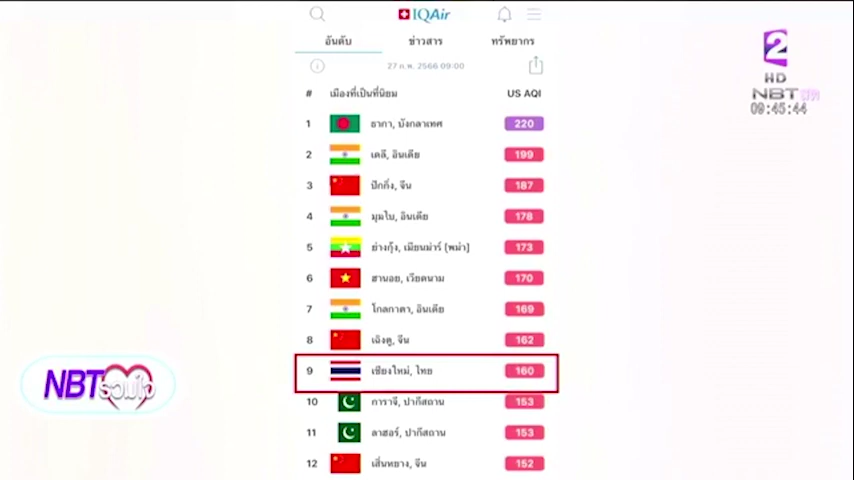 IQAir
อันดับ ข่าวสาร ทรัพยากร
27 ก.พ. 2566 09:00
# เมืองที่เป็นที่นิยม US AQI
1 ธากา, บังกลาเทศ 220
2 เดลี, อินเดีย 199
3 ปักกิ่ง, จีน 187
4 มุมไบ, อินเดีย 178
5 ย่างกุ้ง, เมียนม่าร์ [พม่า] 173
6 ฮานอย, เวียดนาม 170
7 โกลกาตา, อินเดีย 169
8 เฉิงตู, จีน 162
9 เชียงใหม่, ไทย 160
10 การาจี, ปากีสถาน 153
11 ลาฮอร์, ปากีสถาน 153
12 เสิ่นหยาง, จีน 152
2
HD
NBT
09:45:44
NBT รวมใจ